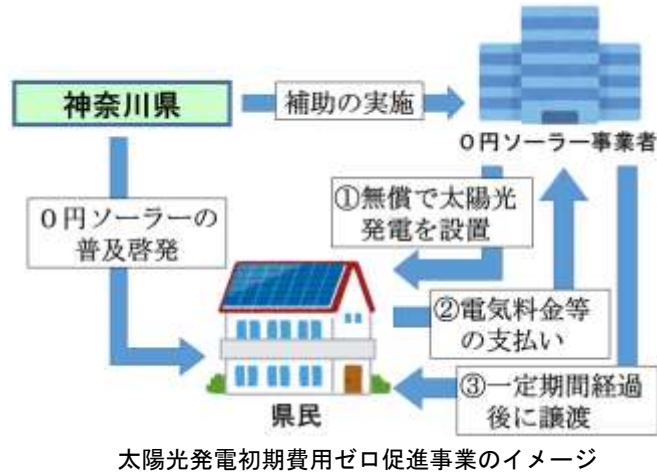 神奈川県
補助の実施
０円ソーラー事業者
０円ソーラーの
普及啓発
①無償で太陽光
発電を設置
②電気料金等
の支払い
③一定期間経過
後に譲渡
県民
太陽光発電初期費用ゼロ促進事業のイメージ